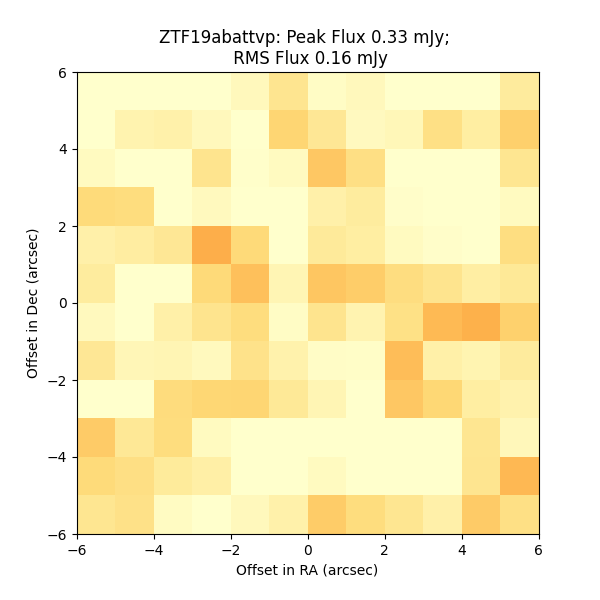 ZTF19abattvp: Peak Flux 0.33 mJy;
RMS Flux 0.16 mJy
6
4
2
0
−2
−4
−6
Offset in Dec (arcsec)
−6 −4 −2 0 2 4 6
Offset in RA (arcsec)